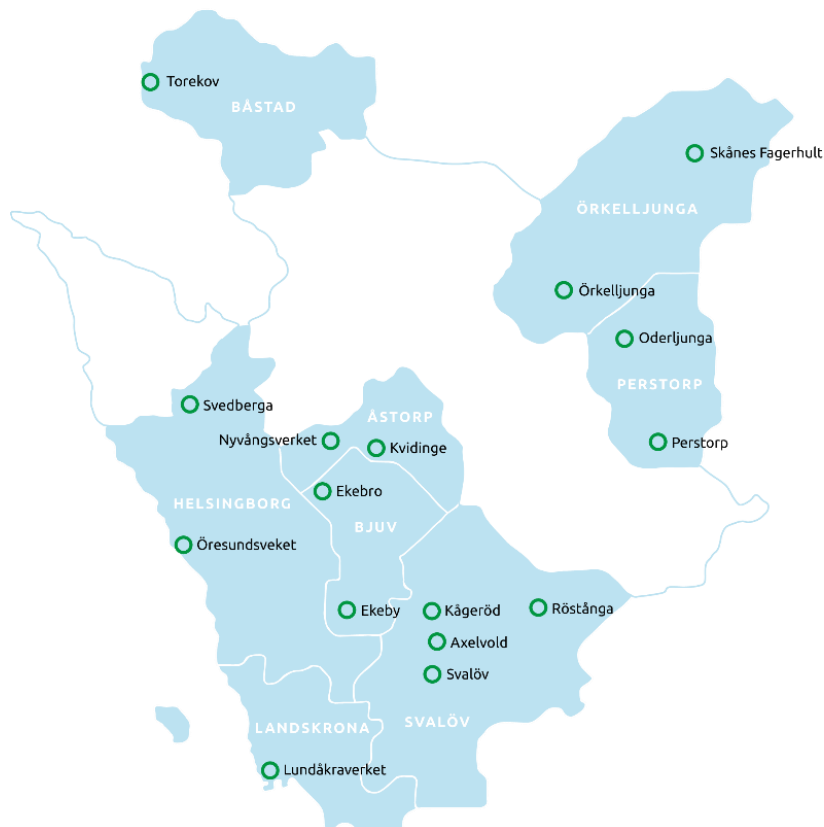 Torekov
BÅSTAD
Skånes Fagerhult
ÖRKELLJUNGA
Örkelljunga
Oderljunga
PERSTORP
Perstorp
Svedberga
ÅSTORP
Nyvångsverket
Kvidinge
Ekebro
HELSINGBORG
BJUV
Öresundsveket
Ekeby
Kågeröd
Röstånga
Axelvold
Svalöv
SVALÖV
LANDSKRONA
Lundåkraverket